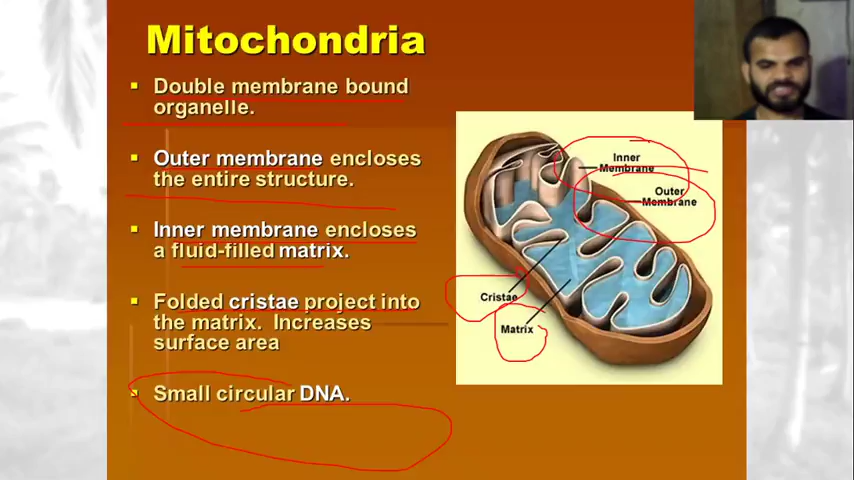 Mitochondria
Double membrane bound
organelle.
Outer membrane encloses
the entire structure.
Inner membrane encloses
a fluid-filled matrix.
Folded cristae project into
the matrix. Increases
surface area
Small circular DNA.
Inner
Membrane
Outer
Membrane
Cristae
Matrix